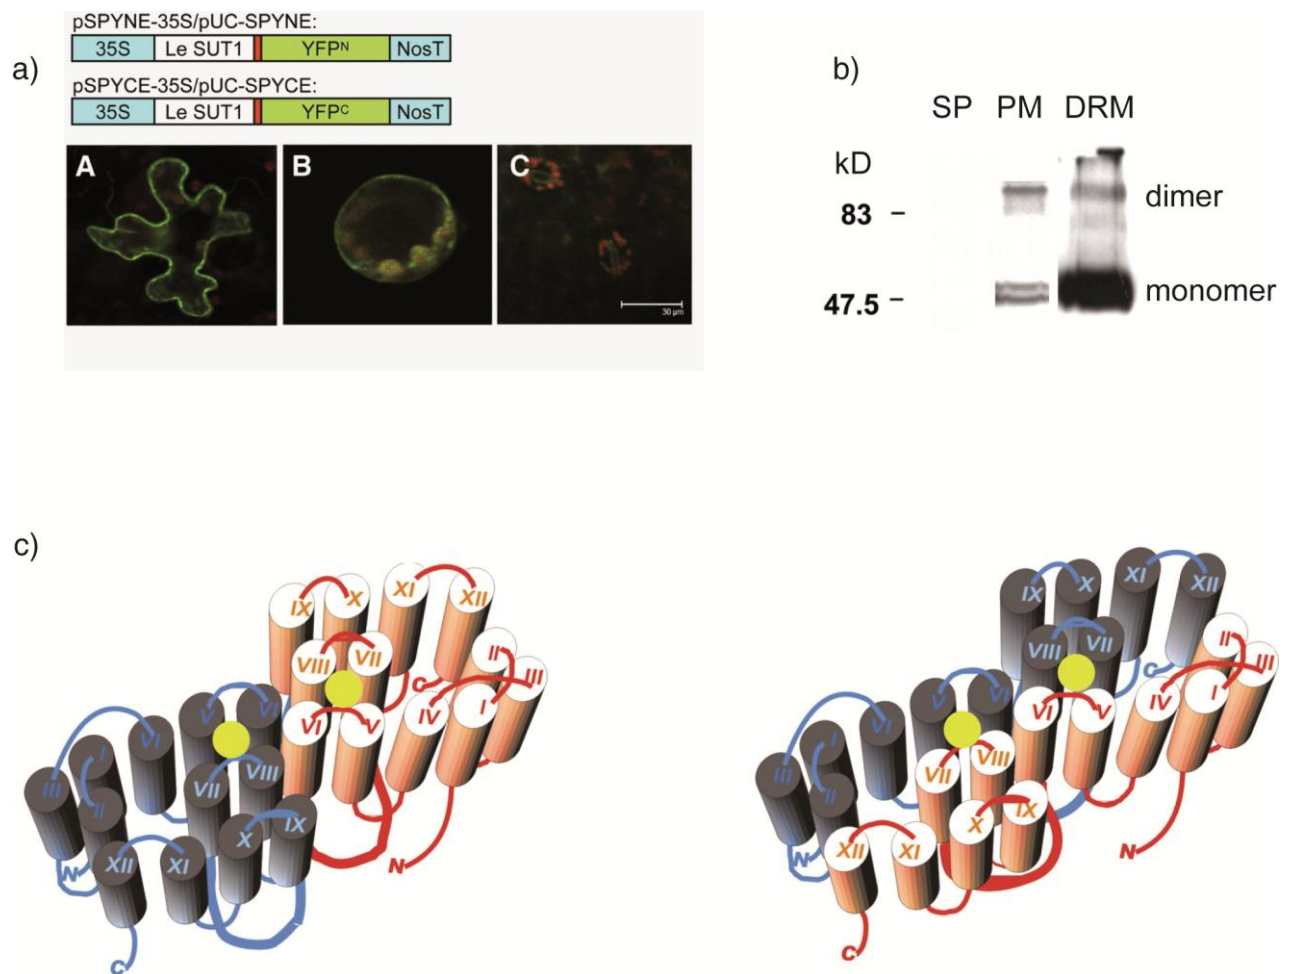 a)
pSPYNE-35S/pUC-SPYNE:
35S Le SUT1 YFPᴺ NosT
pSPYCE-35S/pUC-SPYCE:
35S Le SUT1 YFPᶜ NosT
A
B
C
30 µm
b)
SP PM DRM
kD
83
dimer
47.5
monomer
c)
IX X XI XII
VIII VII II III
VI V IV I
C
N
V VI
III I VI
II
VII VIII
X IX
XII XI
N
C
IX X XI XII
VIII VII II III
VI V IV I
C
N
V VI
III I VI
II
VII VIII
X IX
XII XI
N
C